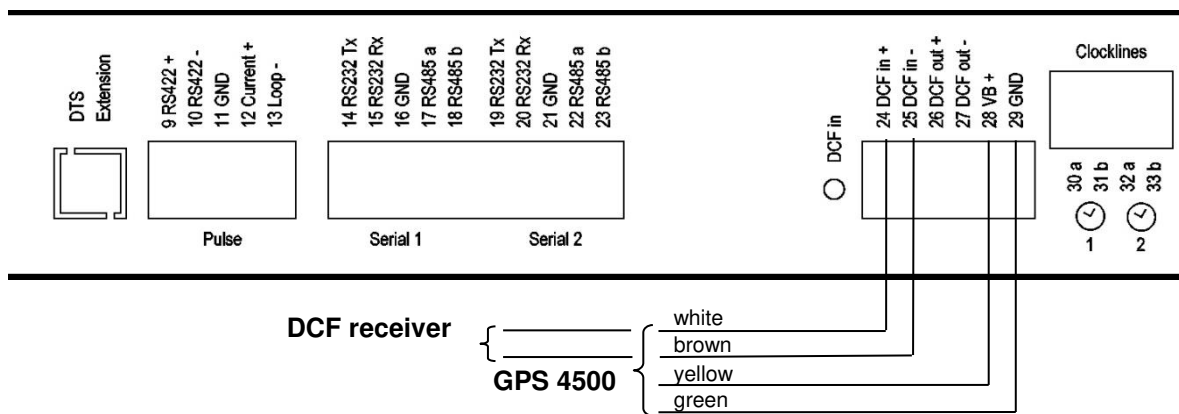 DTS
Extension
9 RS422 +
10 RS422 -
11 GND
12 Current +
13 Loop -
14 RS232 Tx
15 RS232 Rx
16 GND
17 RS485 a
18 RS485 b
19 RS232 Tx
20 RS232 Rx
21 GND
22 RS485 a
23 RS485 b
DCF in
24 DCF in +
25 DCF in -
26 DCF out +
27 DCF out -
28 VB +
29 GND
Clocklines
30 a
31 b
32 a
33 b
1
2
Pulse
Serial 1
Serial 2
DCF receiver
GPS 4500
white
brown
yellow
green